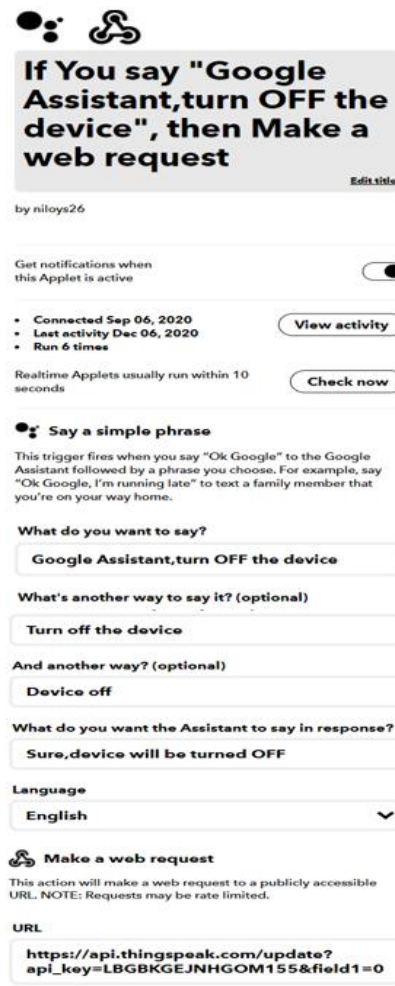 If You say "Google
Assistant,turn OFF the
device", then Make a
web request
Edit title
by niloys26
Get notifications when
this Applet is active
• Connected Sep 06, 2020
• Last activity Dec 06, 2020
• Run 6 times
View activity
Realtime Applets usually run within 10
seconds
Check now
Say a simple phrase
This trigger fires when you say "Ok Google" to the Google
Assistant followed by a phrase you choose. For example, say
"Ok Google, I'm running late" to text a family member that
you're on your way home.
What do you want to say?
Google Assistant,turn OFF the device
What's another way to say it? (optional)
Turn off the device
And another way? (optional)
Device off
What do you want the Assistant to say in response?
Sure,device will be turned OFF
Language
English
Make a web request
This action will make a web request to a publicly accessible
URL. NOTE: Requests may be rate limited.
URL
https://api.thingspeak.com/update?
api_key=LBGBKGEJNHGOM155&field1=0